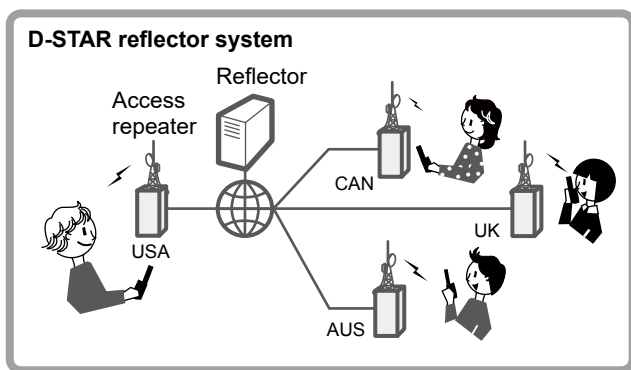 D-STAR reflector system
Reflector
Access
repeater
CAN
UK
USA
AUS